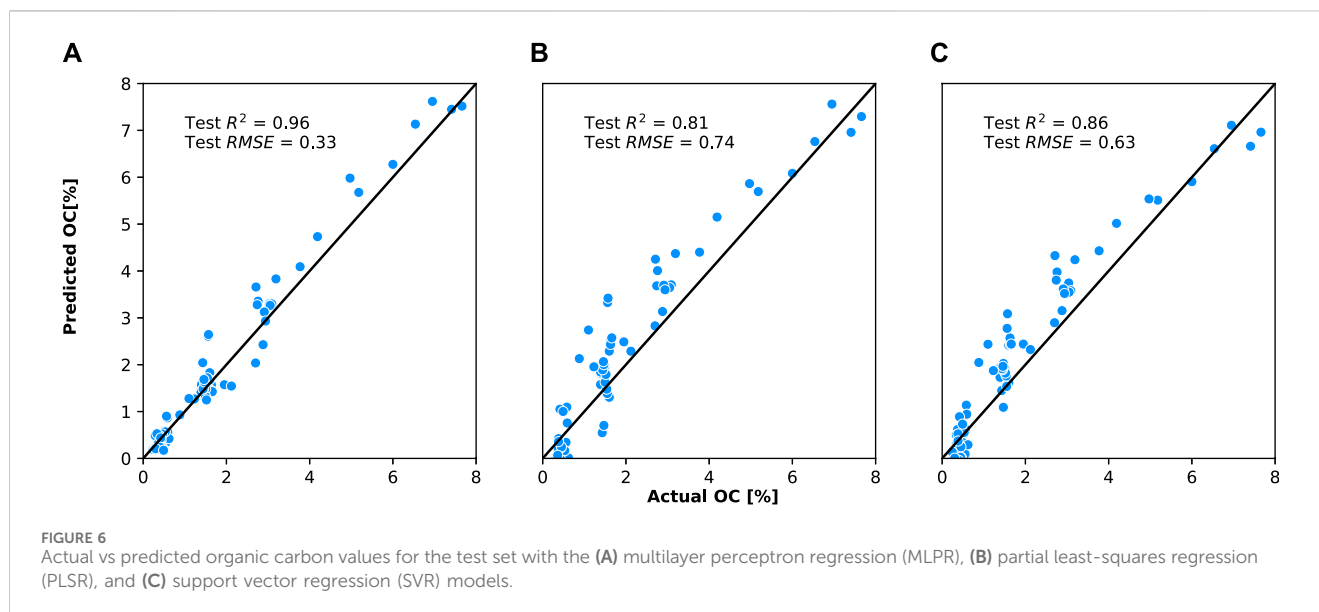 A
B
C
Test R² = 0.96
Test RMSE = 0.33
Test R² = 0.81
Test RMSE = 0.74
Test R² = 0.86
Test RMSE = 0.63
Predicted OC[%]
8
7
6
5
4
3
2
1
0
0 2 4 6 8
0 2 4 6 8
0 2 4 6 8
Actual OC [%]
FIGURE 6
Actual vs predicted organic carbon values for the test set with the (A) multilayer perceptron regression (MLPR), (B) partial least-squares regression
(PLSR), and (C) support vector regression (SVR) models.